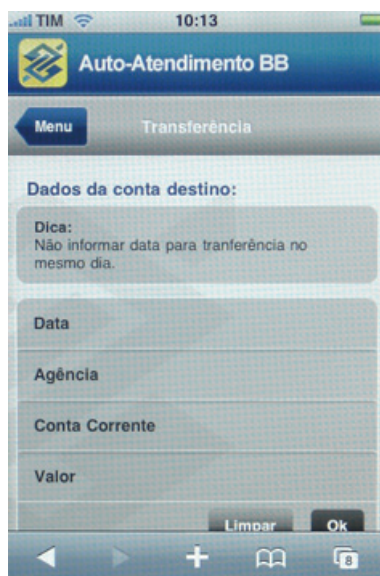 TIM 10:13
Auto-Atendimento BB
Menu Transferência
Dados da conta destino:
Dica:
Não informar data para tranferência no
mesmo dia.
Data
Agência
Conta Corrente
Valor
Limpar Ok
8